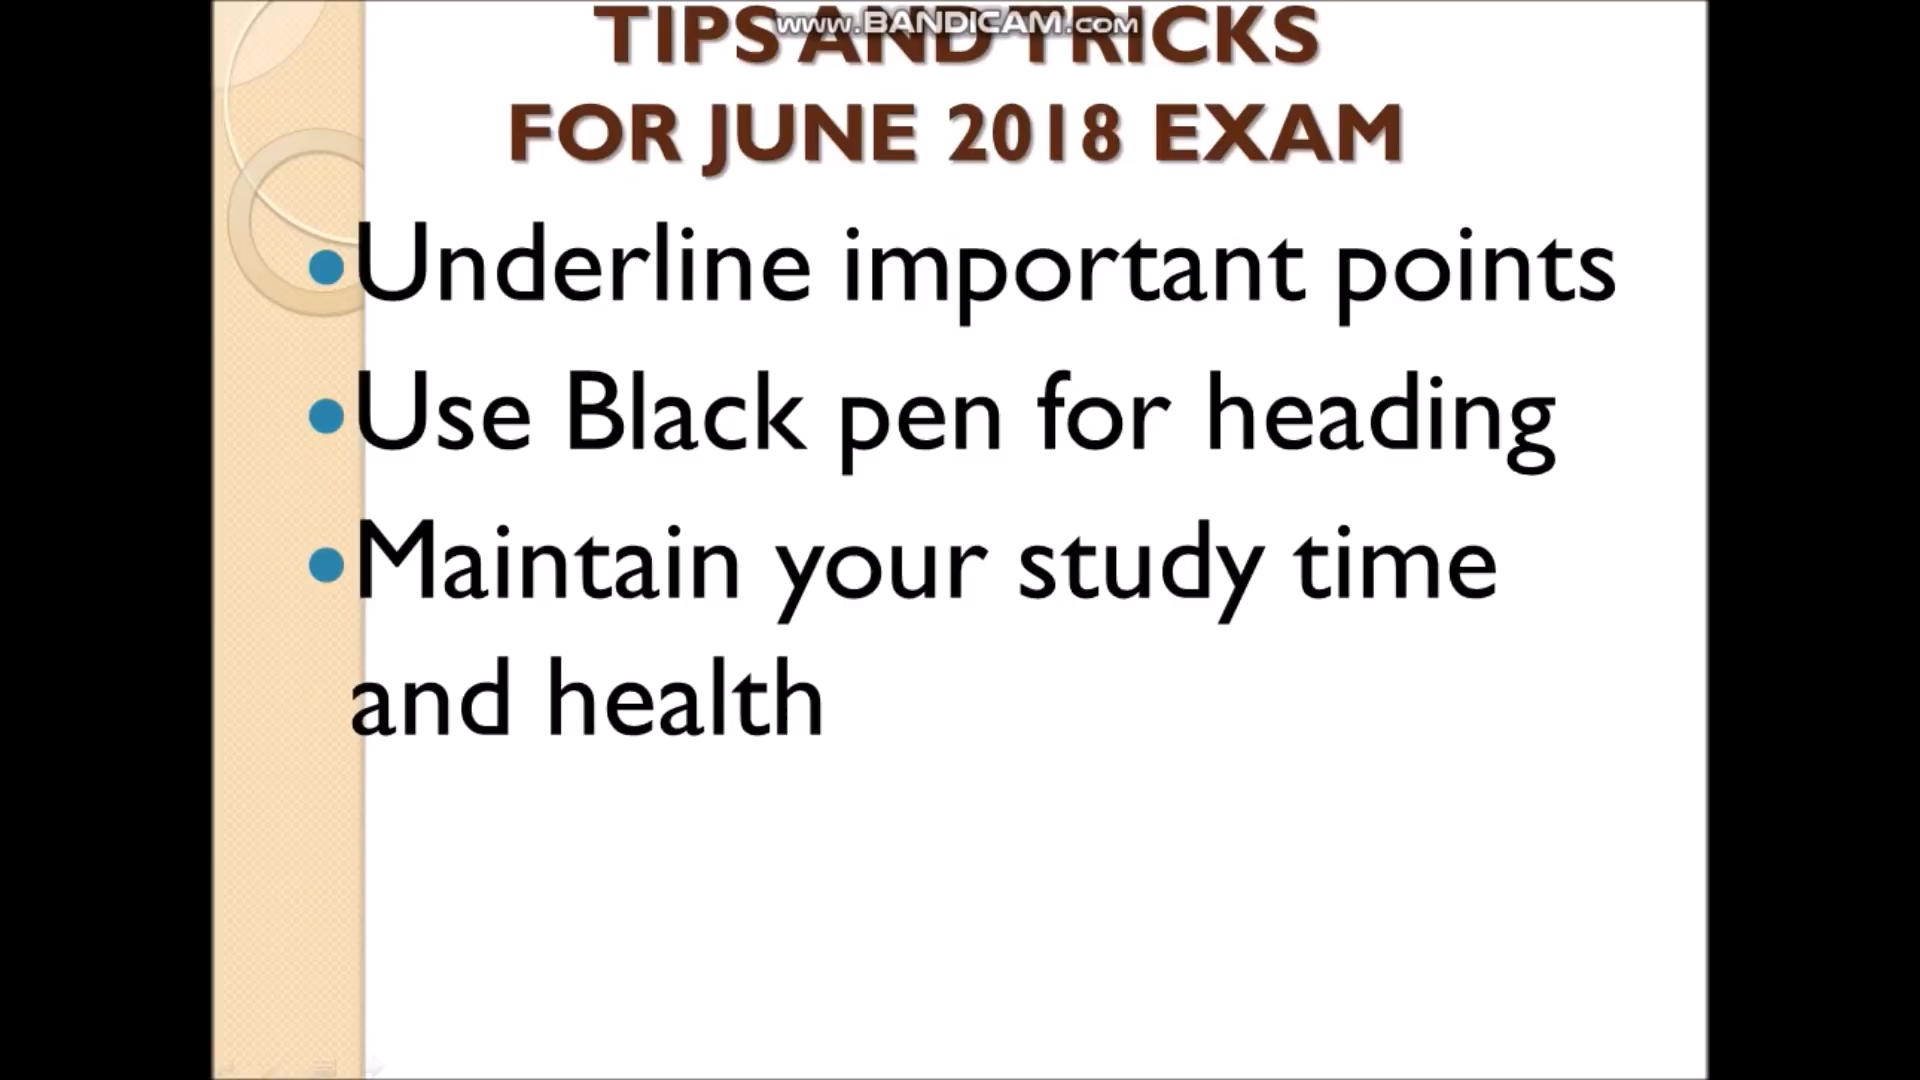 www.BANDICAM.com
TIPS AND TRICKS
FOR JUNE 2018 EXAM
•Underline important points
•Use Black pen for heading
•Maintain your study time
and health